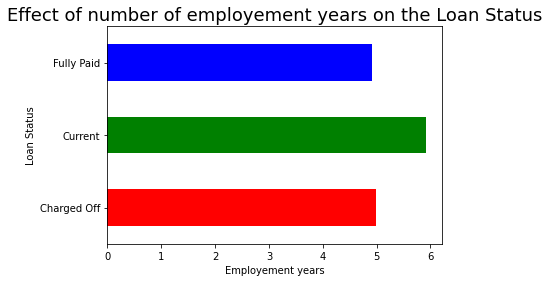 Effect of number of employement years on the Loan Status
Fully Paid
Current
Charged Off
Loan Status
0 1 2 3 4 5 6
Employement years